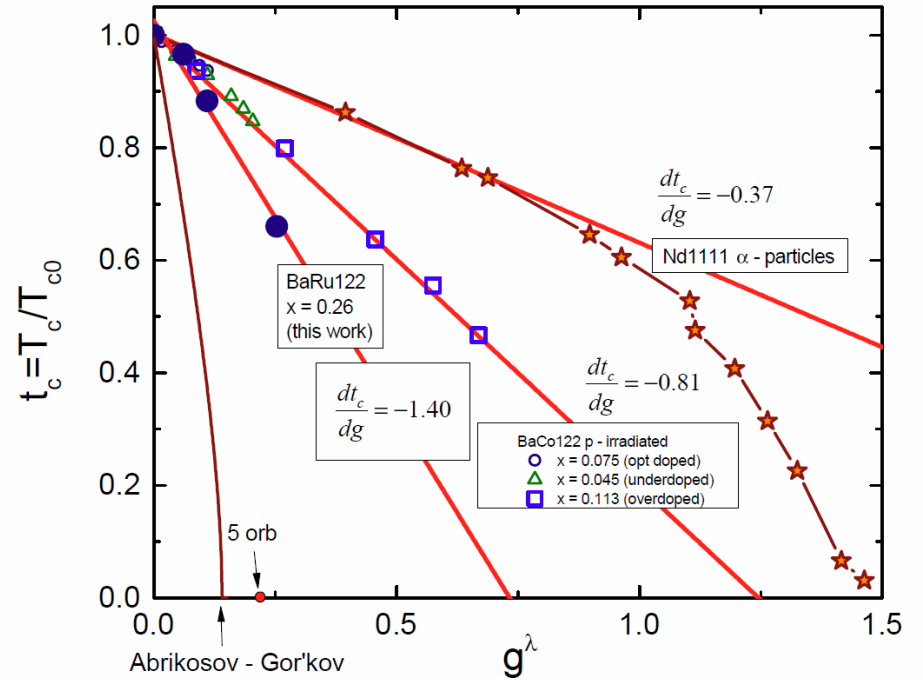 1.0
0.8
0.6
0.4
0.2
0.0
t_c = T_c/T_c0
dt_c/dg = −0.37
Nd1111 α - particles
BaRu122
x = 0.26
(this work)
dt_c/dg = −1.40
dt_c/dg = −0.81
BaCo122 p - irradiated
x = 0.075 (opt doped)
x = 0.045 (underdoped)
x = 0.113 (overdoped)
5 orb
0.0
0.5
1.0
1.5
Abrikosov - Gor'kov
g^λ